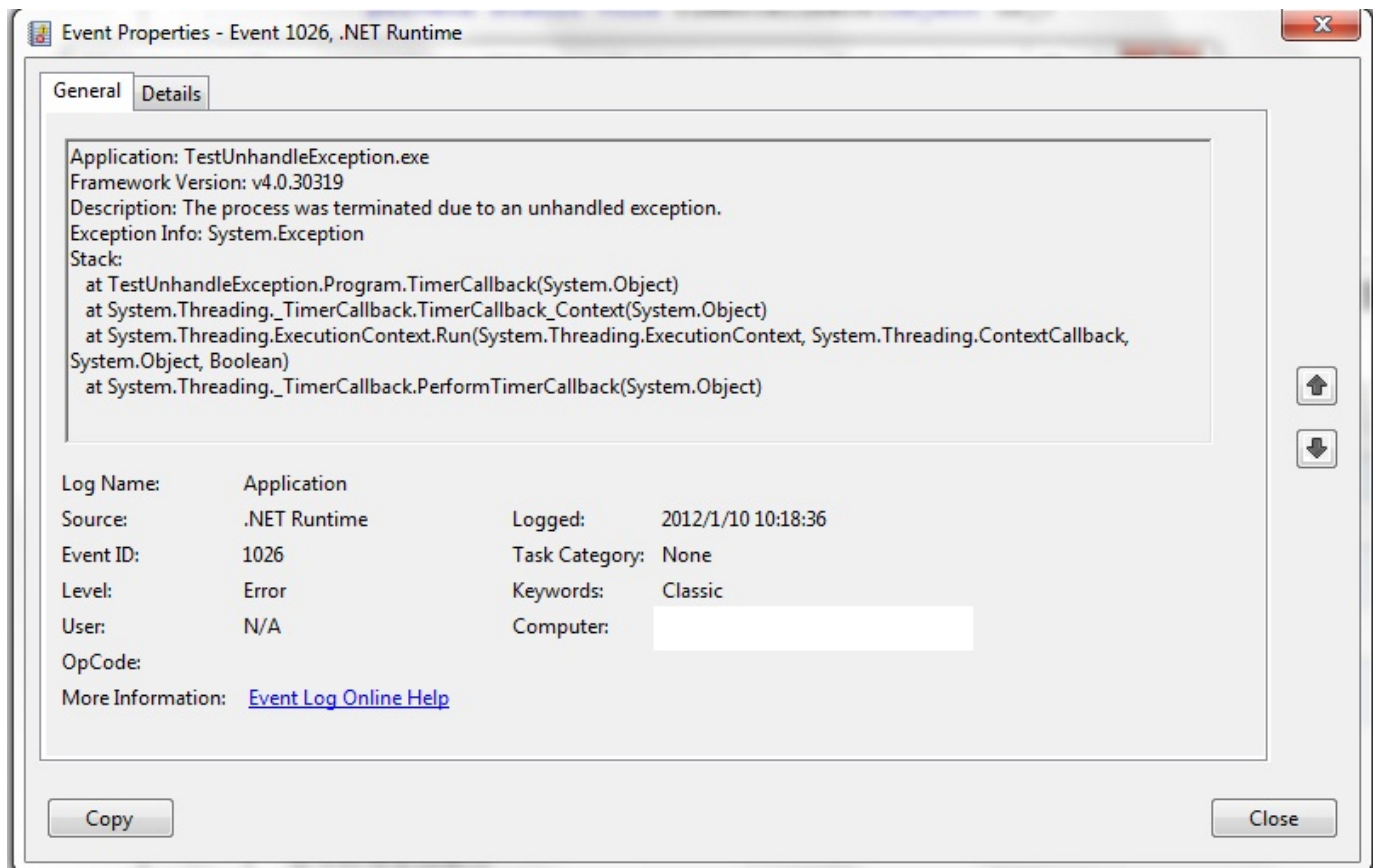 Event Properties - Event 1026, .NET Runtime
General Details
Application: TestUnhandleException.exe
Framework Version: v4.0.30319
Description: The process was terminated due to an unhandled exception.
Exception Info: System.Exception
Stack:
at TestUnhandleException.Program.TimerCallback(System.Object)
at System.Threading._TimerCallback.TimerCallback_Context(System.Object)
at System.Threading.ExecutionContext.Run(System.Threading.ExecutionContext, System.Threading.ContextCallback,
System.Object, Boolean)
at System.Threading._TimerCallback.PerformTimerCallback(System.Object)
Log Name: Application
Source: .NET Runtime Logged: 2012/1/10 10:18:36
Event ID: 1026 Task Category: None
Level: Error Keywords: Classic
User: N/A Computer:
OpCode:
More Information: Event Log Online Help
Copy Close